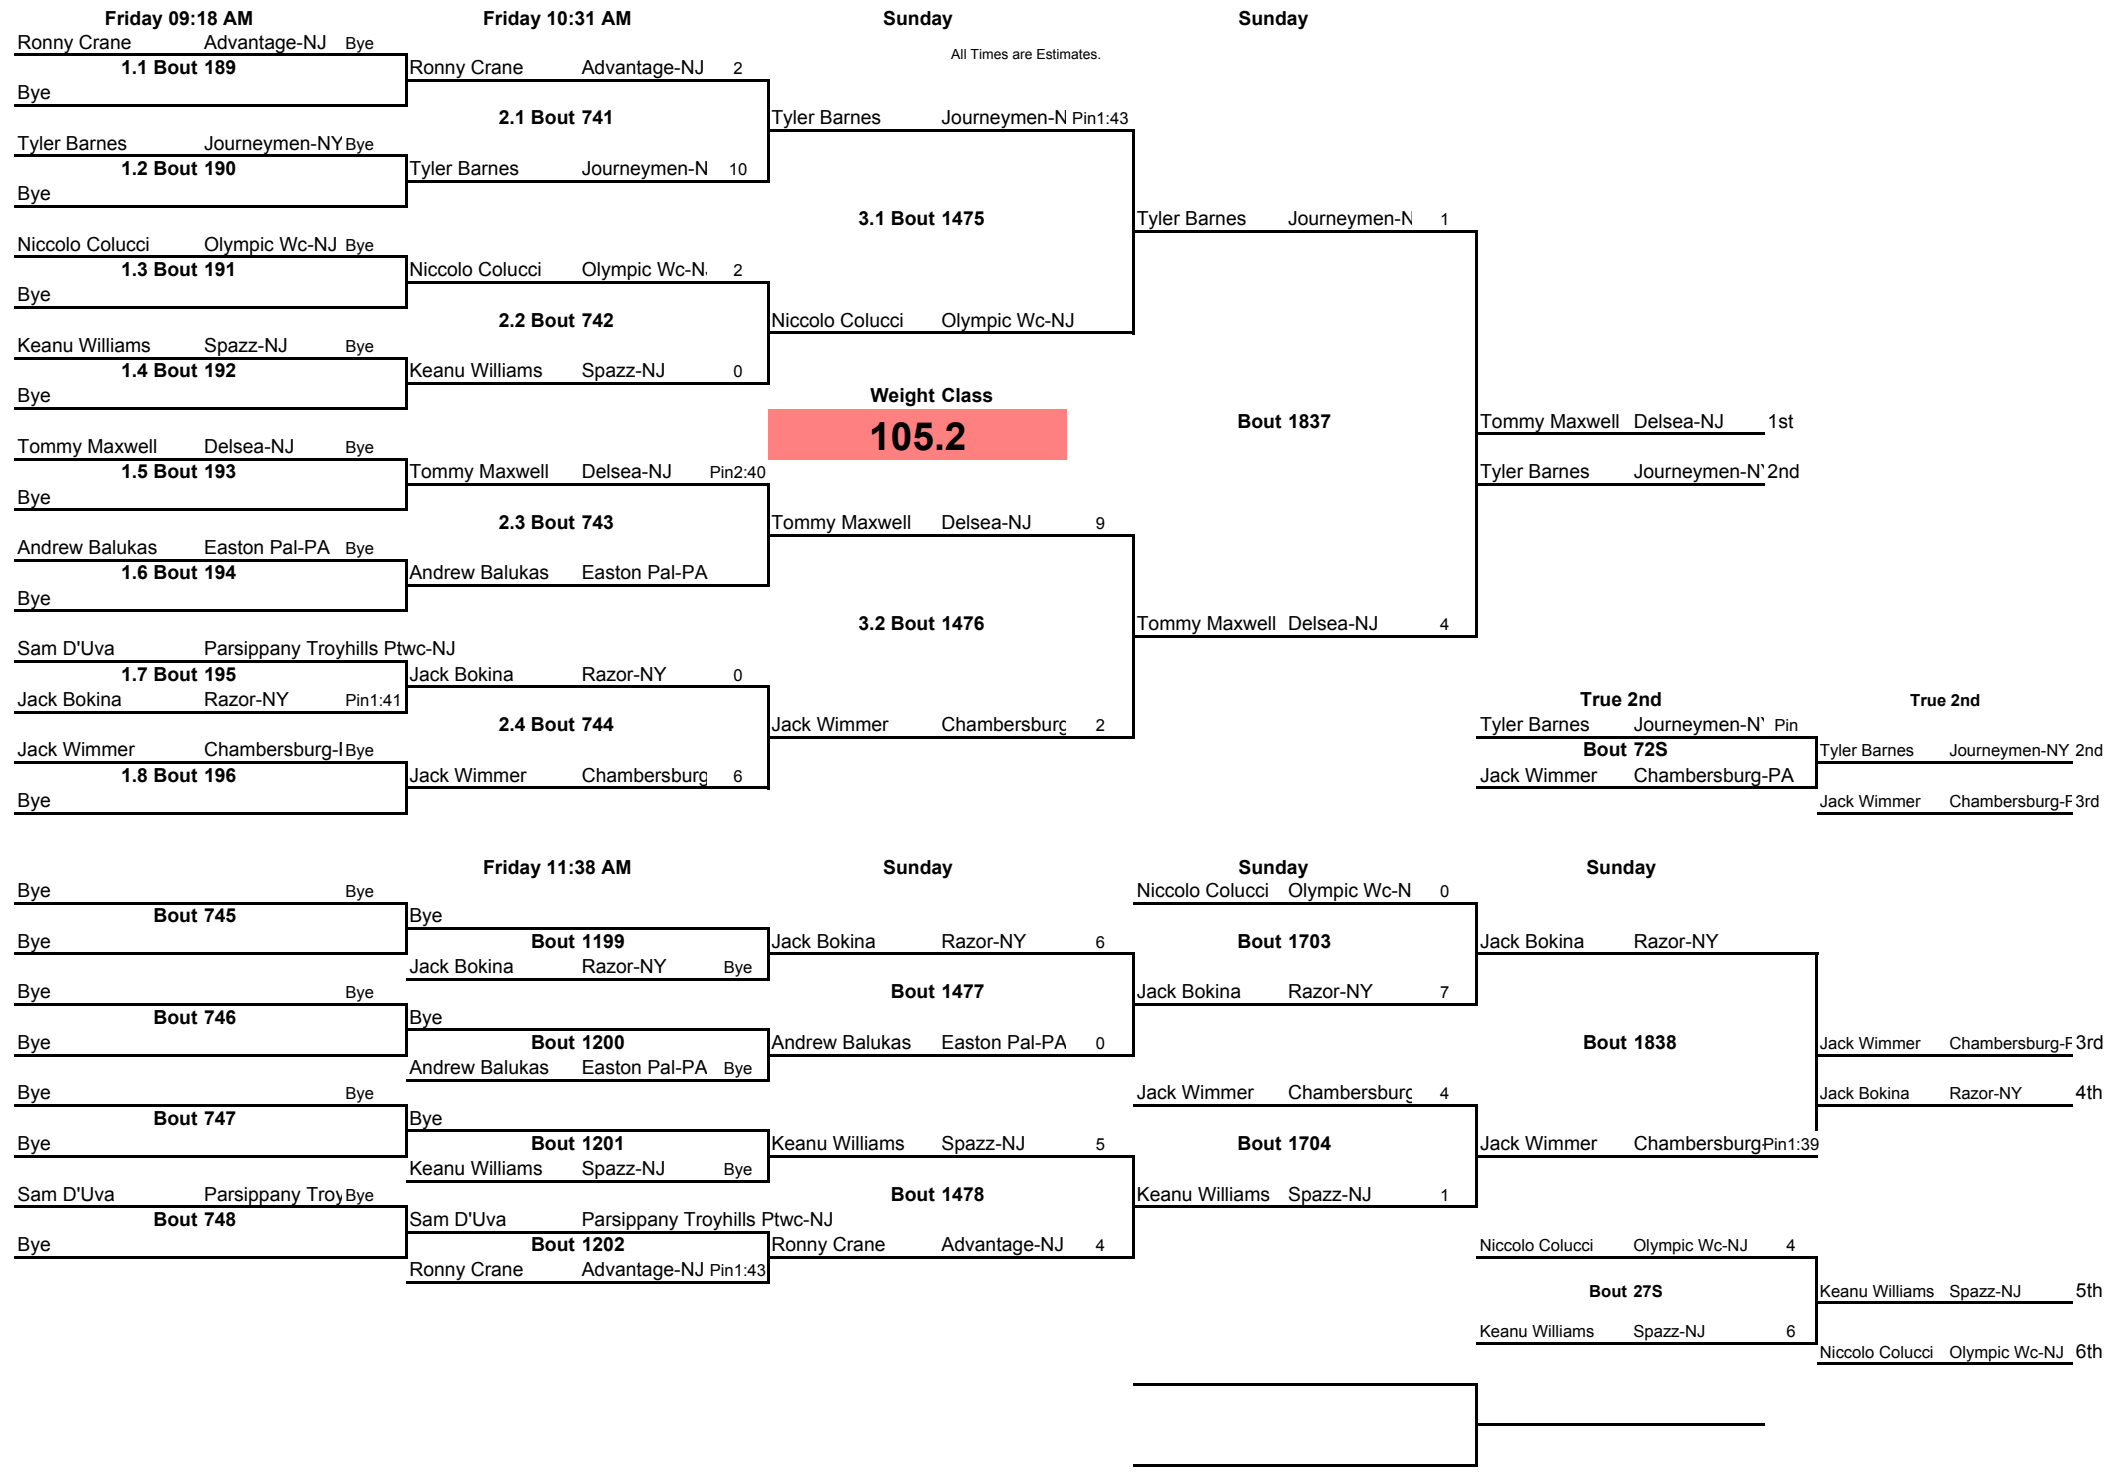 Friday 09:18 AM Friday 10:31 AM Sunday Sunday
Ronny Crane Advantage-NJ Bye
All Times are Estimates.
1.1 Bout 189 Ronny Crane Advantage-NJ 2
Bye
2.1 Bout 741 Tyler Barnes Journeymen-N Pin1:43
Tyler Barnes Journeymen-NY Bye
1.2 Bout 190 Tyler Barnes Journeymen-N 10
Bye
3.1 Bout 1475 Tyler Barnes Journeymen-N 1
Niccolo Colucci Olympic Wc-NJ Bye
1.3 Bout 191 Niccolo Colucci Olympic Wc-N 2
Bye
2.2 Bout 742 Niccolo Colucci Olympic Wc-NJ
Keanu Williams Spazz-NJ Bye
1.4 Bout 192 Keanu Williams Spazz-NJ 0
Bye Weight Class
105.2 Bout 1837 Tommy Maxwell Delsea-NJ 1st
Tommy Maxwell Delsea-NJ Bye
1.5 Bout 193 Tommy Maxwell Delsea-NJ Pin2:40 Tyler Barnes Journeymen-N 2nd
Bye
2.3 Bout 743 Tommy Maxwell Delsea-NJ 9
Andrew Balukas Easton Pal-PA Bye
1.6 Bout 194 Andrew Balukas Easton Pal-PA
Bye
3.2 Bout 1476 Tommy Maxwell Delsea-NJ 4
Sam D'Uva Parsippany Troyhills Ptwc-NJ
1.7 Bout 195 Jack Bokina Razor-NY 0
Jack Bokina Razor-NY Pin1:41 True 2nd True 2nd
2.4 Bout 744 Jack Wimmer Chambersburg 2 Tyler Barnes Journeymen-N Pin
Jack Wimmer Chambersburg- Bye Bout 72S Tyler Barnes Journeymen-NY 2nd
1.8 Bout 196 Jack Wimmer Chambersburg 6 Jack Wimmer Chambersburg-PA
Bye Jack Wimmer Chambersburg- 3rd
Friday 11:38 AM Sunday Sunday Sunday
Bye Bye Niccolo Colucci Olympic Wc-N 0
Bout 745 Bye
Bye Bout 1199 Jack Bokina Razor-NY 6 Bout 1703 Jack Bokina Razor-NY
Jack Bokina Razor-NY Bye
Bye Bye Bout 1477 Jack Bokina Razor-NY 7
Bout 746 Bye
Bye Bout 1200 Andrew Balukas Easton Pal-PA 0 Bout 1838 Jack Wimmer Chambersburg- 3rd
Andrew Balukas Easton Pal-PA Bye
Bye Bye Jack Wimmer Chambersburg 4 Jack Bokina Razor-NY 4th
Bout 747 Bye
Bye Bout 1201 Keanu Williams Spazz-NJ 5 Bout 1704 Jack Wimmer Chambersburg Pin1:39
Keanu Williams Spazz-NJ Bye
Sam D'Uva Parsippany Troy Bye Bout 1478 Keanu Williams Spazz-NJ 1
Bout 748 Sam D'Uva Parsippany Troyhills Ptwc-NJ
Bye Bout 1202 Ronny Crane Advantage-NJ 4 Niccolo Colucci Olympic Wc-NJ 4
Ronny Crane Advantage-NJ Pin1:43
Bout 27S Keanu Williams Spazz-NJ 5th
Keanu Williams Spazz-NJ 6
Niccolo Colucci Olympic Wc-NJ 6th